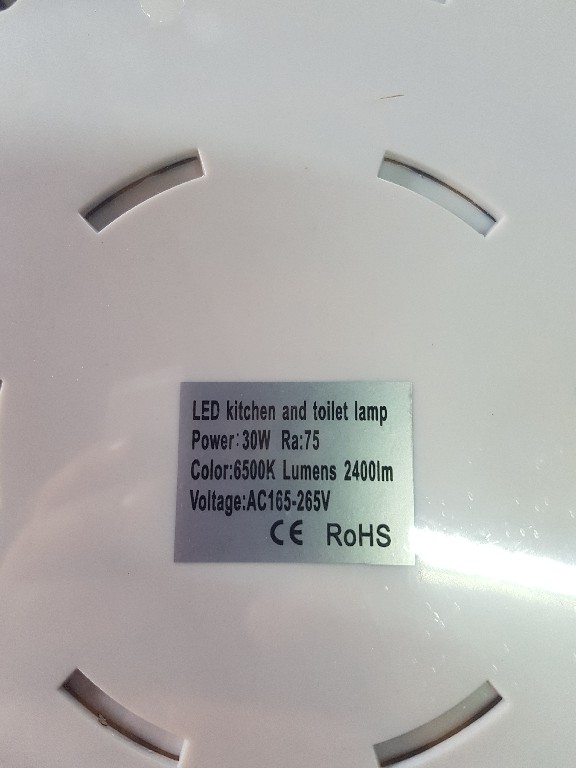 LED kitchen and toilet lamp
Power:30W Ra:75
Color:6500K Lumens 2400lm
Voltage:AC165-265V
CE RoHS